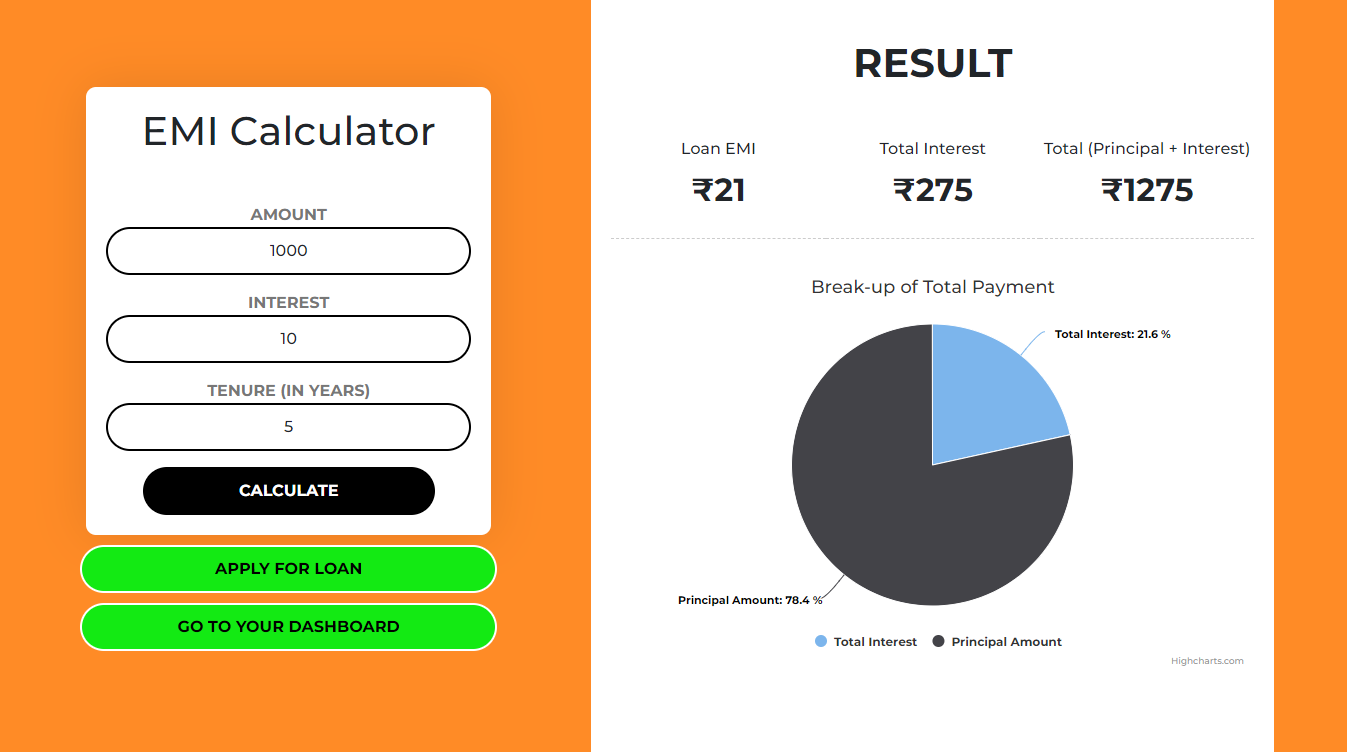 EMI Calculator
AMOUNT
1000
INTEREST
10
TENURE (IN YEARS)
5
CALCULATE
APPLY FOR LOAN
GO TO YOUR DASHBOARD
RESULT
Loan EMI
₹21
Total Interest
₹275
Total (Principal + Interest)
₹1275
Break-up of Total Payment
Total Interest: 21.6 %
Principal Amount: 78.4 %
Total Interest
Principal Amount
Highcharts.com